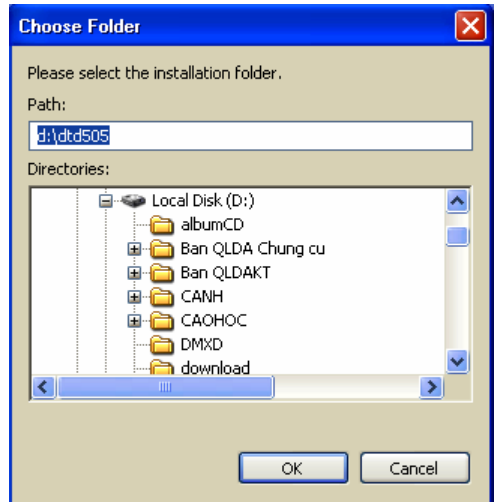 Choose Folder
Please select the installation folder.
Path:
d:\dtd505
Directories:
Local Disk (D:)
albumCD
Ban QLDA Chung cu
Ban QLDAKT
CANH
CAOHOC
DMXD
download
OK Cancel